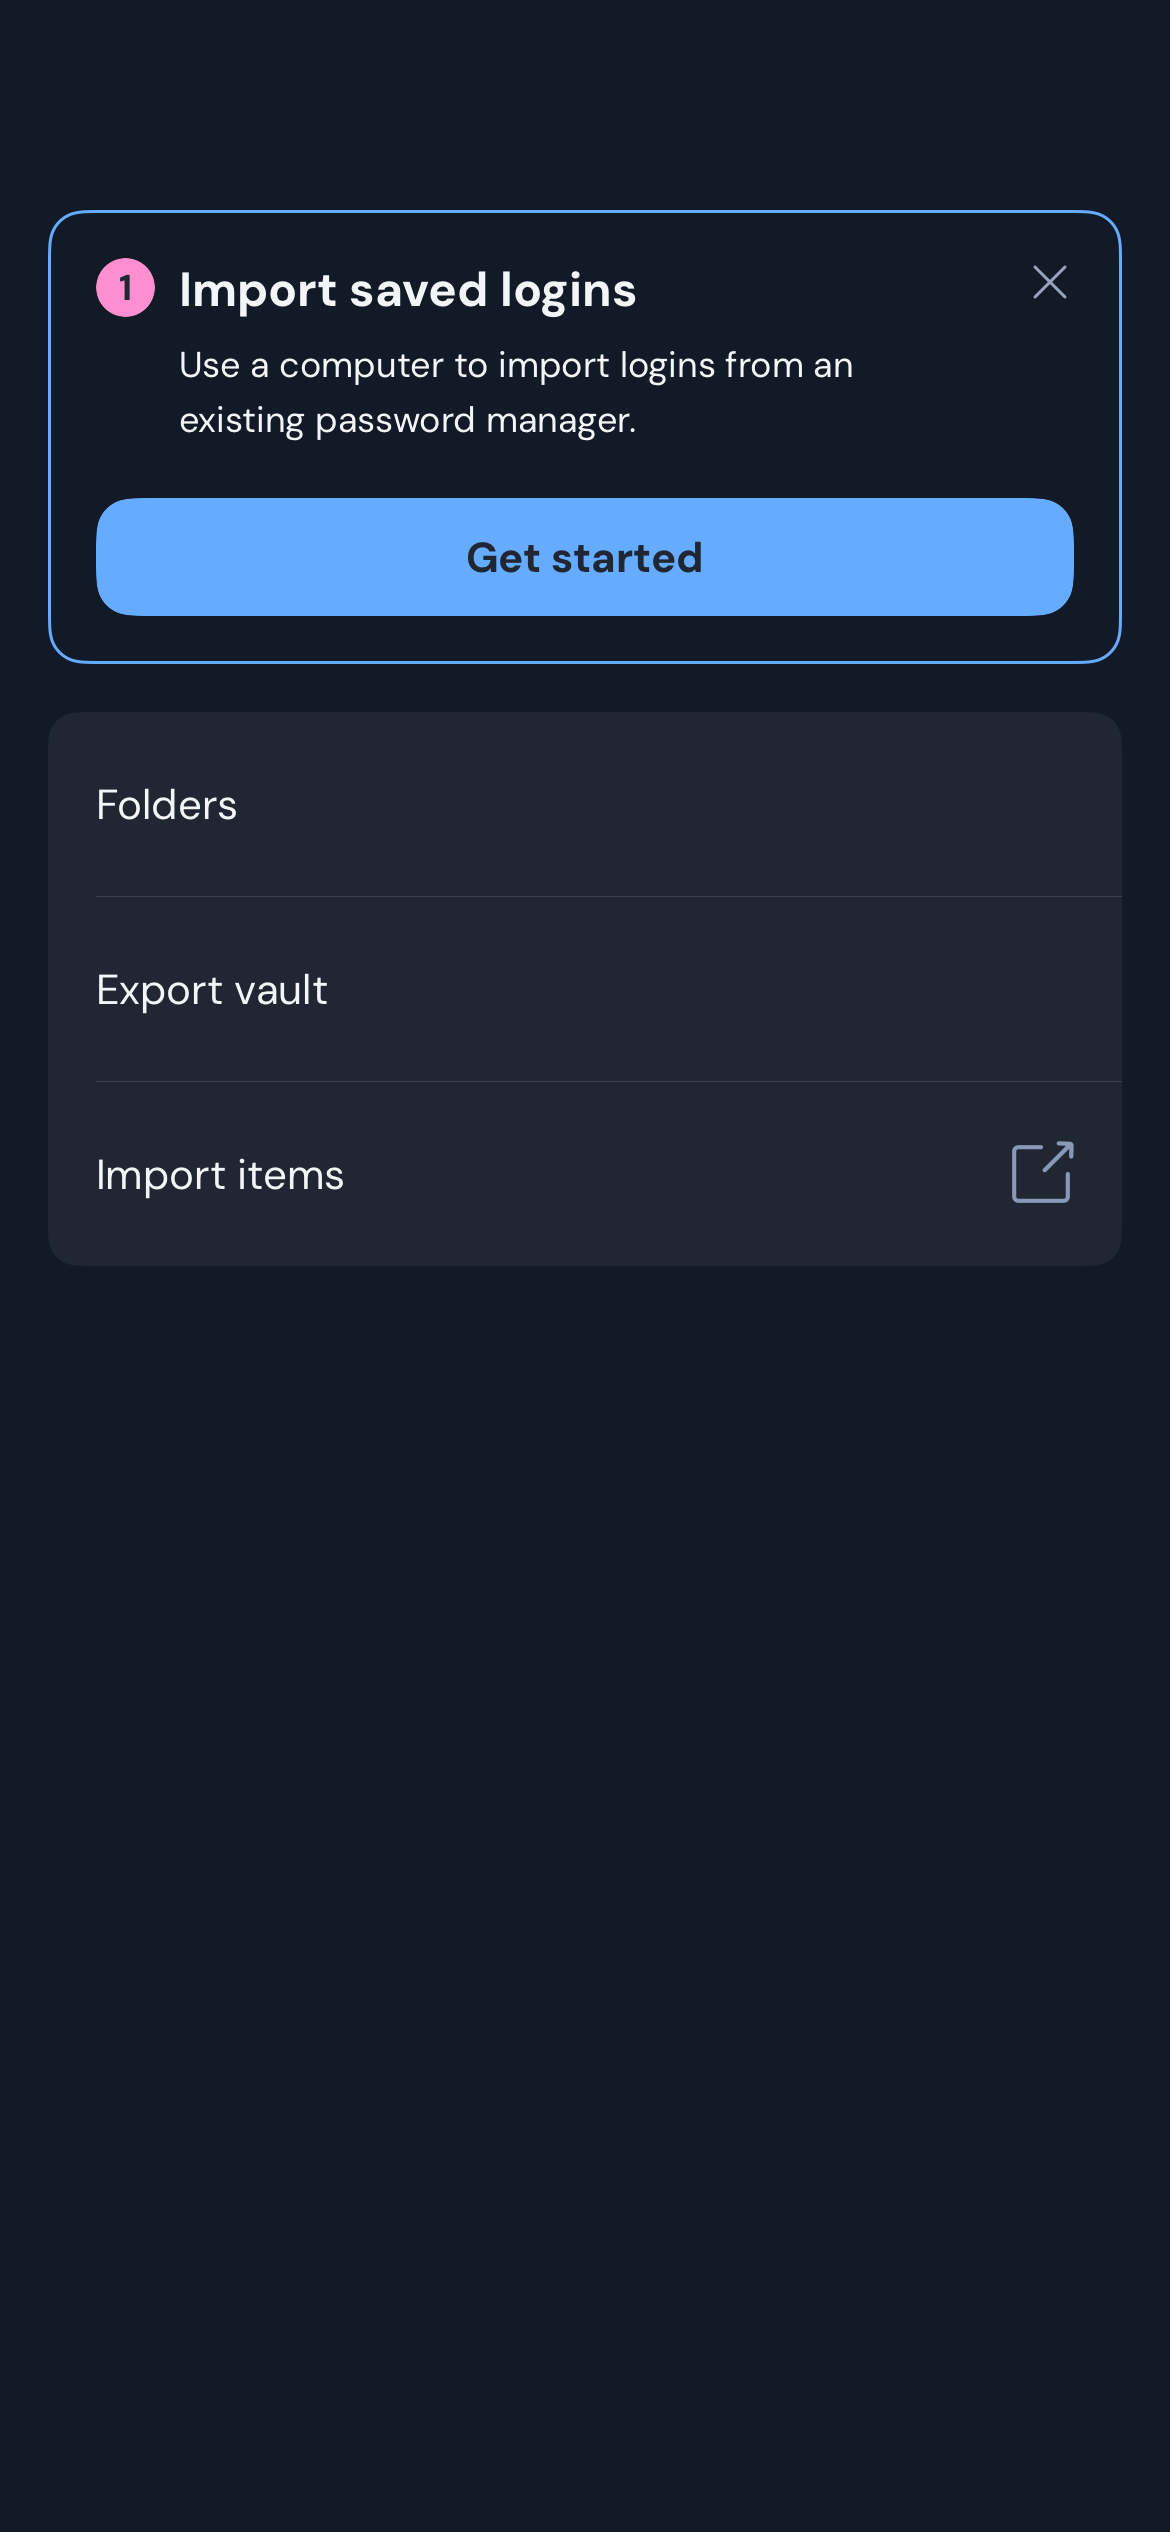 1
Import saved logins
Use a computer to import logins from an
existing password manager.
Get started
Folders
Export vault
Import items